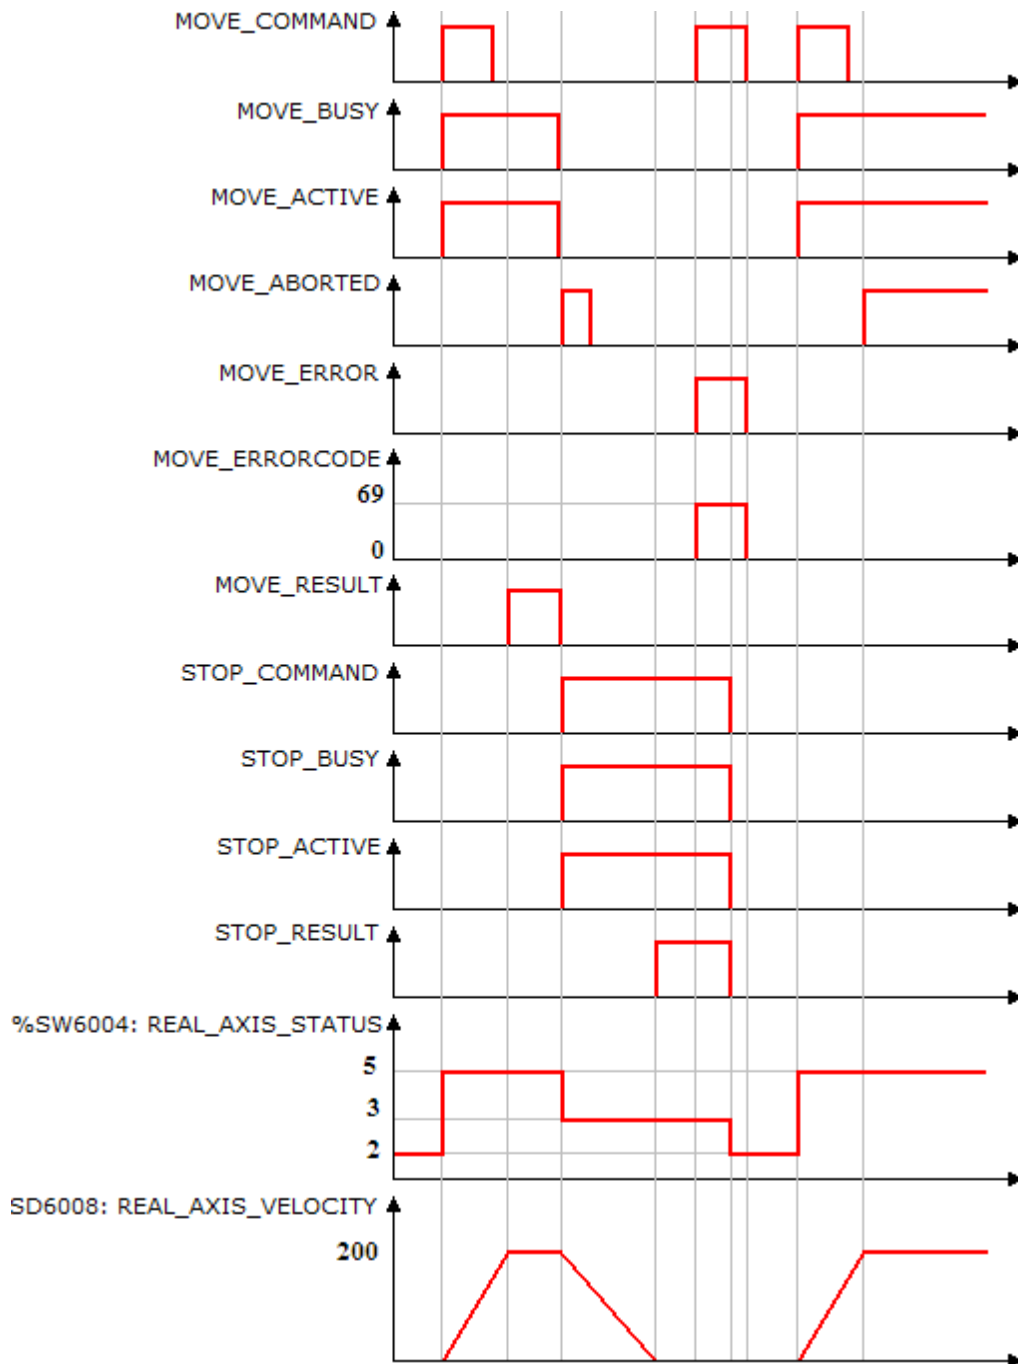 MOVE_COMMAND
MOVE_BUSY
MOVE_ACTIVE
MOVE_ABORTED
MOVE_ERROR
MOVE_ERRORCODE
69
0
MOVE_RESULT
STOP_COMMAND
STOP_BUSY
STOP_ACTIVE
STOP_RESULT
%SW6004: REAL_AXIS_STATUS
5
3
2
SD6008: REAL_AXIS_VELOCITY
200